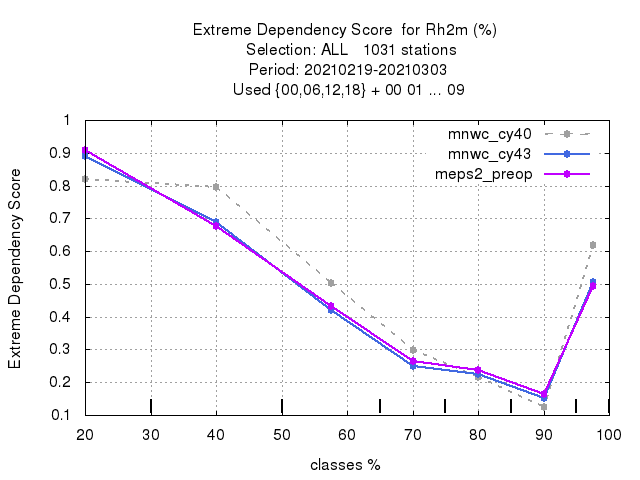 Extreme Dependency Score  for Rh2m (%)
Selection: ALL   1031 stations
Period: 20210219-20210303
Used {00,06,12,18} + 00 01 ... 09
mnwc_cy40
mnwc_cy43
meps2_preop
Extreme Dependency Score
1
0.9
0.8
0.7
0.6
0.5
0.4
0.3
0.2
0.1
20 30 40 50 60 70 80 90 100
classes %